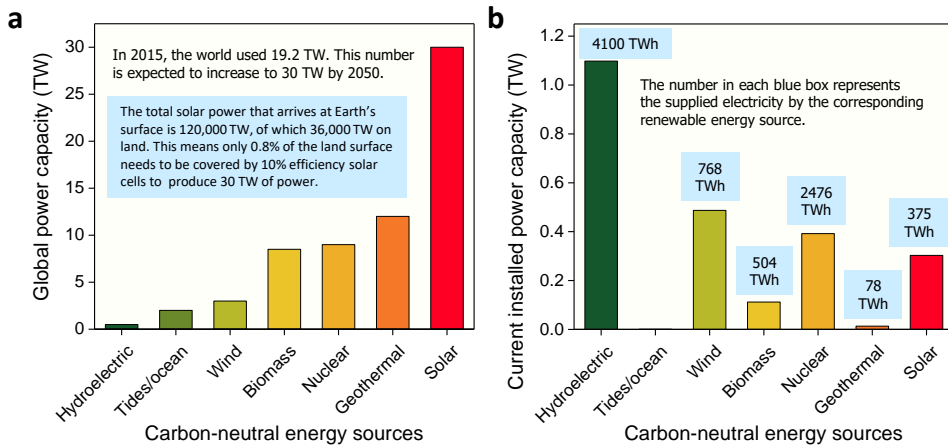 a
Global power capacity (TW)
30
20
10
0
In 2015, the world used 19.2 TW. This number
is expected to increase to 30 TW by 2050.
The total solar power that arrives at Earth's
surface is 120,000 TW, of which 36,000 TW on
land. This means only 0.8% of the land surface
needs to be covered by 10% efficiency solar
cells to produce 30 TW of power.
Hydroelectric
Tides/ocean
Wind
Biomass
Nuclear
Geothermal
Solar
Carbon-neutral energy sources
b
Current installed power capacity (TW)
1.2
1.0
0.8
0.6
0.4
0.2
0.0
4100 TWh
The number in each blue box represents
the supplied electricity by the corresponding
renewable energy source.
768
TWh
504
TWh
2476
TWh
78
TWh
375
TWh
Hydroelectric
Tides/ocean
Wind
Biomass
Nuclear
Geothermal
Solar
Carbon-neutral energy sources